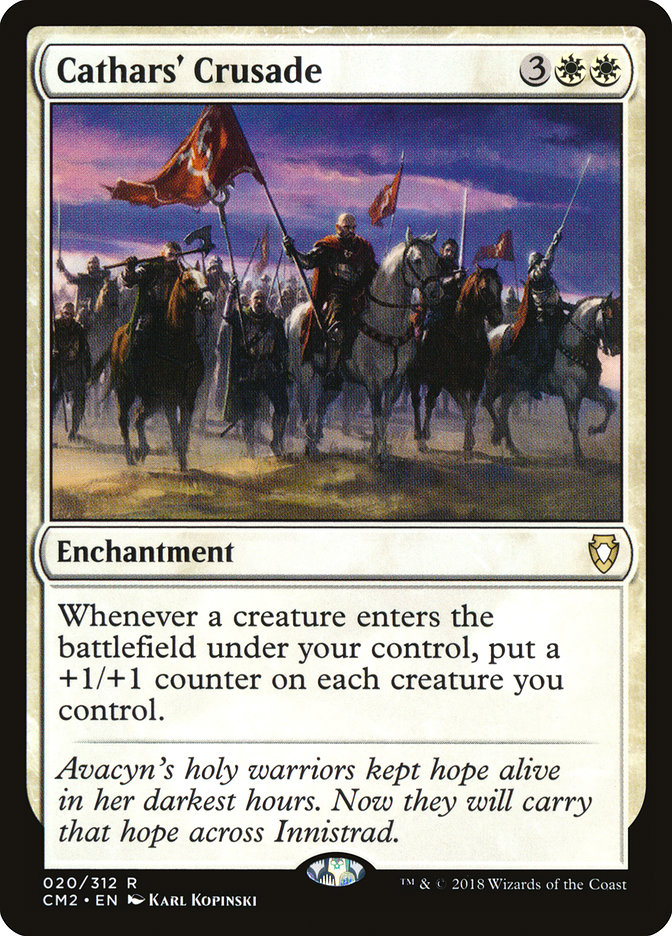 Cathars' Crusade 3
Enchantment
Whenever a creature enters the
battlefield under your control, put a
+1/+1 counter on each creature you
control.
Avacyn's holy warriors kept hope alive
in her darkest hours. Now they will carry
that hope across Innistrad.
020/312 R
CM2 • EN Karl Kopinski
™ & © 2018 Wizards of the Coast